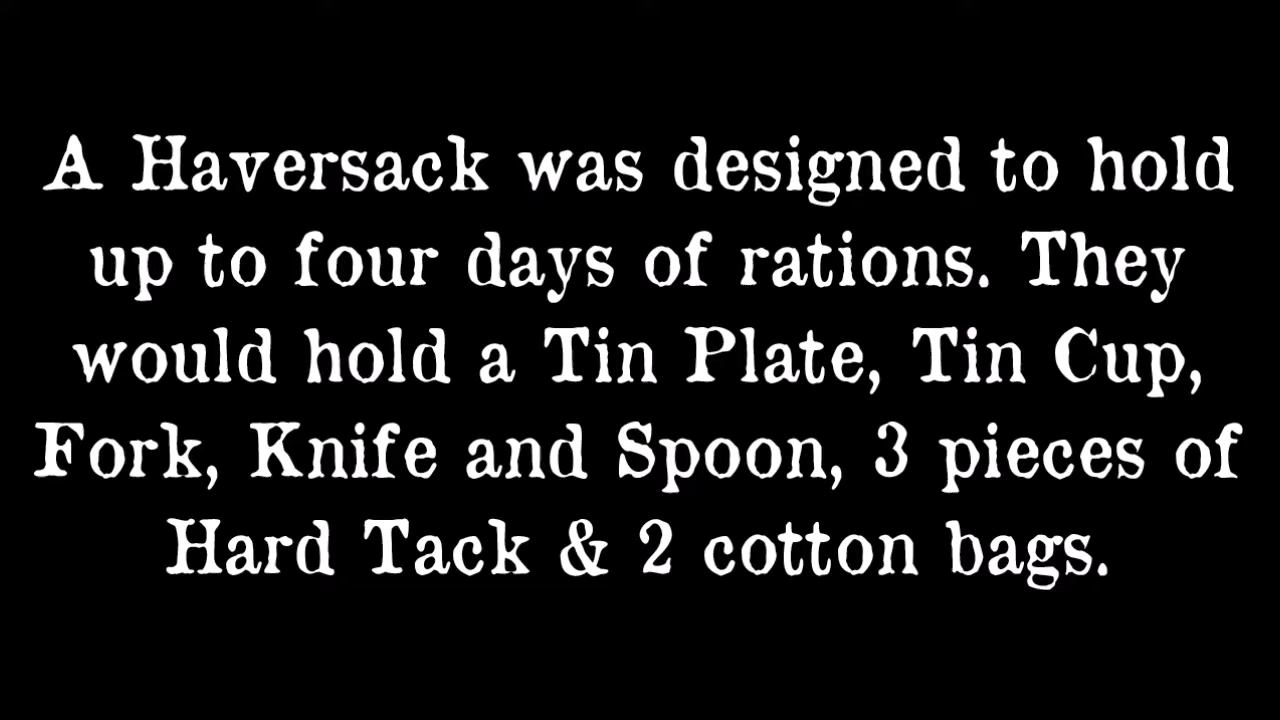 A Haversack was designed to hold
up to four days of rations. They
would hold a Tin Plate, Tin Cup,
Fork, Knife and Spoon, 3 pieces of
Hard Tack & 2 cotton bags.